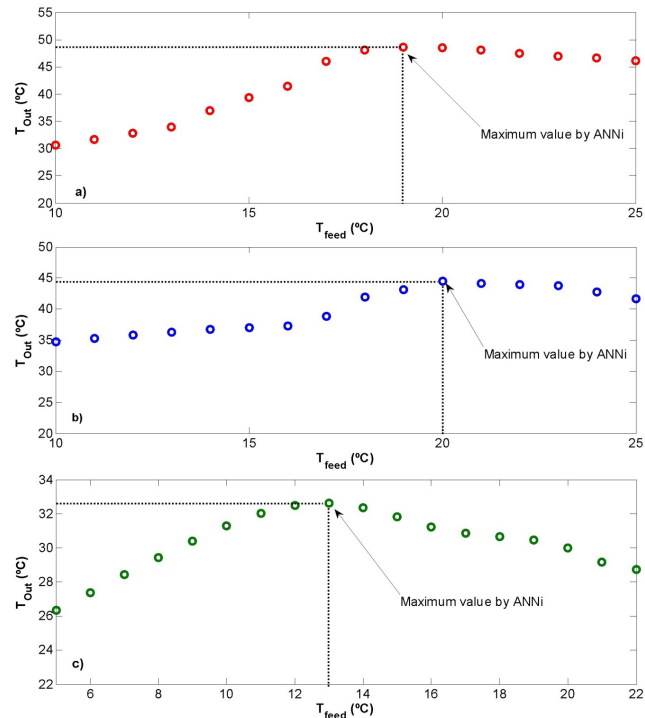 55
50
45
40
35
30
25
20
T_Out (ºC)
Maximum value by ANNi
a)
10 15 20 25
T_feed (ºC)
50
45
40
35
30
25
20
T_Out (ºC)
Maximum value by ANNi
b)
10 15 20 25
T_feed (ºC)
34
32
30
28
26
24
22
T_Out (ºC)
Maximum value by ANNi
c)
6 8 10 12 14 16 18 20 22
T_feed (ºC)